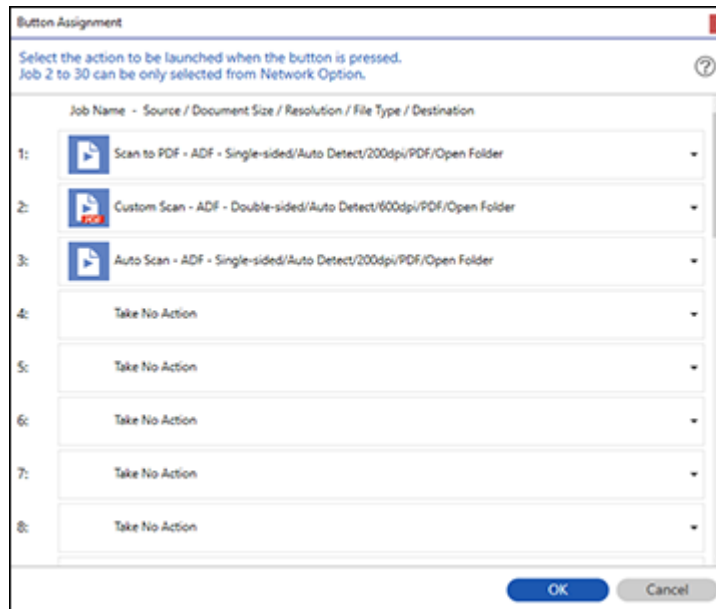 Button Assignment
Select the action to be launched when the button is pressed.
Job 2 to 30 can be only selected from Network Option.
?
Job Name - Source / Document Size / Resolution / File Type / Destination
1: Scan to PDF - ADF - Single-sided/Auto Detect/200dpi/PDF/Open Folder
2: PDF Custom Scan - ADF - Double-sided/Auto Detect/600dpi/PDF/Open Folder
3: Auto Scan - ADF - Single-sided/Auto Detect/200dpi/PDF/Open Folder
4: Take No Action
5: Take No Action
6: Take No Action
7: Take No Action
8: Take No Action
OK Cancel